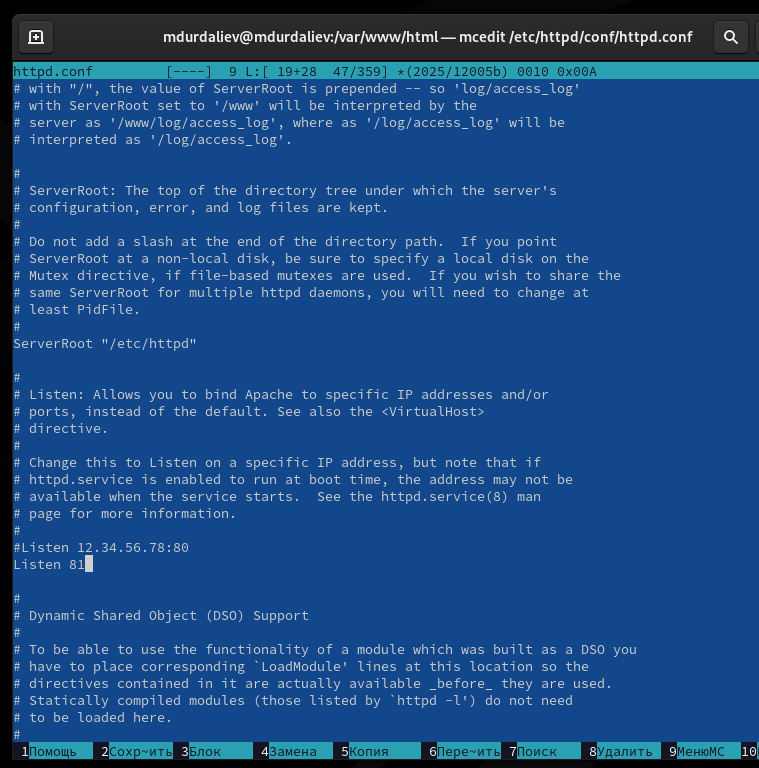 mdurdaliev@mdurdaliev:/var/www/html — mcedit /etc/httpd/conf/httpd.conf
httpd.conf         [----]  9 L:[ 19+28  47/359] *(2025/12005b) 0010 0x00A
# with "/", the value of ServerRoot is prepended -- so 'log/access_log'
# with ServerRoot set to '/www' will be interpreted by the
# server as '/www/log/access_log', where as '/log/access_log' will be
# interpreted as '/log/access_log'.
#
# ServerRoot: The top of the directory tree under which the server's
# configuration, error, and log files are kept.
#
# Do not add a slash at the end of the directory path.  If you point
# ServerRoot at a non-local disk, be sure to specify a local disk on the
# Mutex directive, if file-based mutexes are used.  If you wish to share the
# same ServerRoot for multiple httpd daemons, you will need to change at
# least PidFile.
#
ServerRoot "/etc/httpd"
#
# Listen: Allows you to bind Apache to specific IP addresses and/or
# ports, instead of the default. See also the <VirtualHost>
# directive.
#
# Change this to Listen on a specific IP address, but note that if
# httpd.service is enabled to run at boot time, the address may not be
# available when the service starts.  See the httpd.service(8) man
# page for more information.
#
#Listen 12.34.56.78:80
Listen 81
#
# Dynamic Shared Object (DSO) Support
#
# To be able to use the functionality of a module which was built as a DSO you
# have to place corresponding `LoadModule' lines at this location so the
# directives contained in it are actually available _before_ they are used.
# Statically compiled modules (those listed by `httpd -l') do not need
# to be loaded here.
#
1Помощь 2Сохр~ить 3Блок 4Замена 5Копия 6Пере~ить 7Поиск 8Удалить 9МенюМС 10